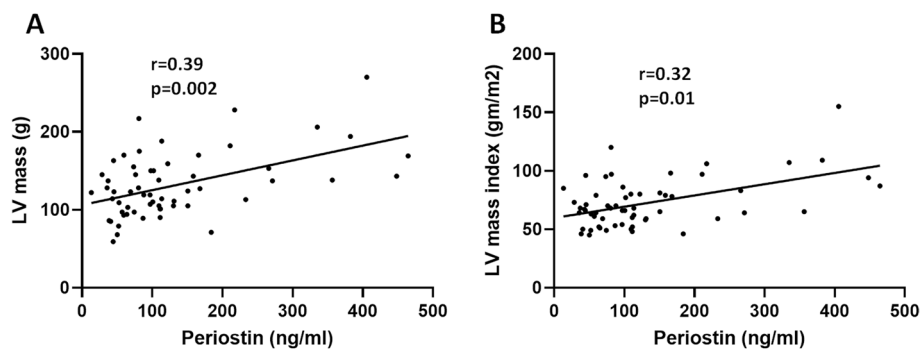 A
r=0.39
p=0.002
LV mass (g)
300
200
100
0
0 100 200 300 400 500
Periostin (ng/ml)
B
r=0.32
p=0.01
LV mass index (gm/m2)
200
150
100
50
0
0 100 200 300 400 500
Periostin (ng/ml)